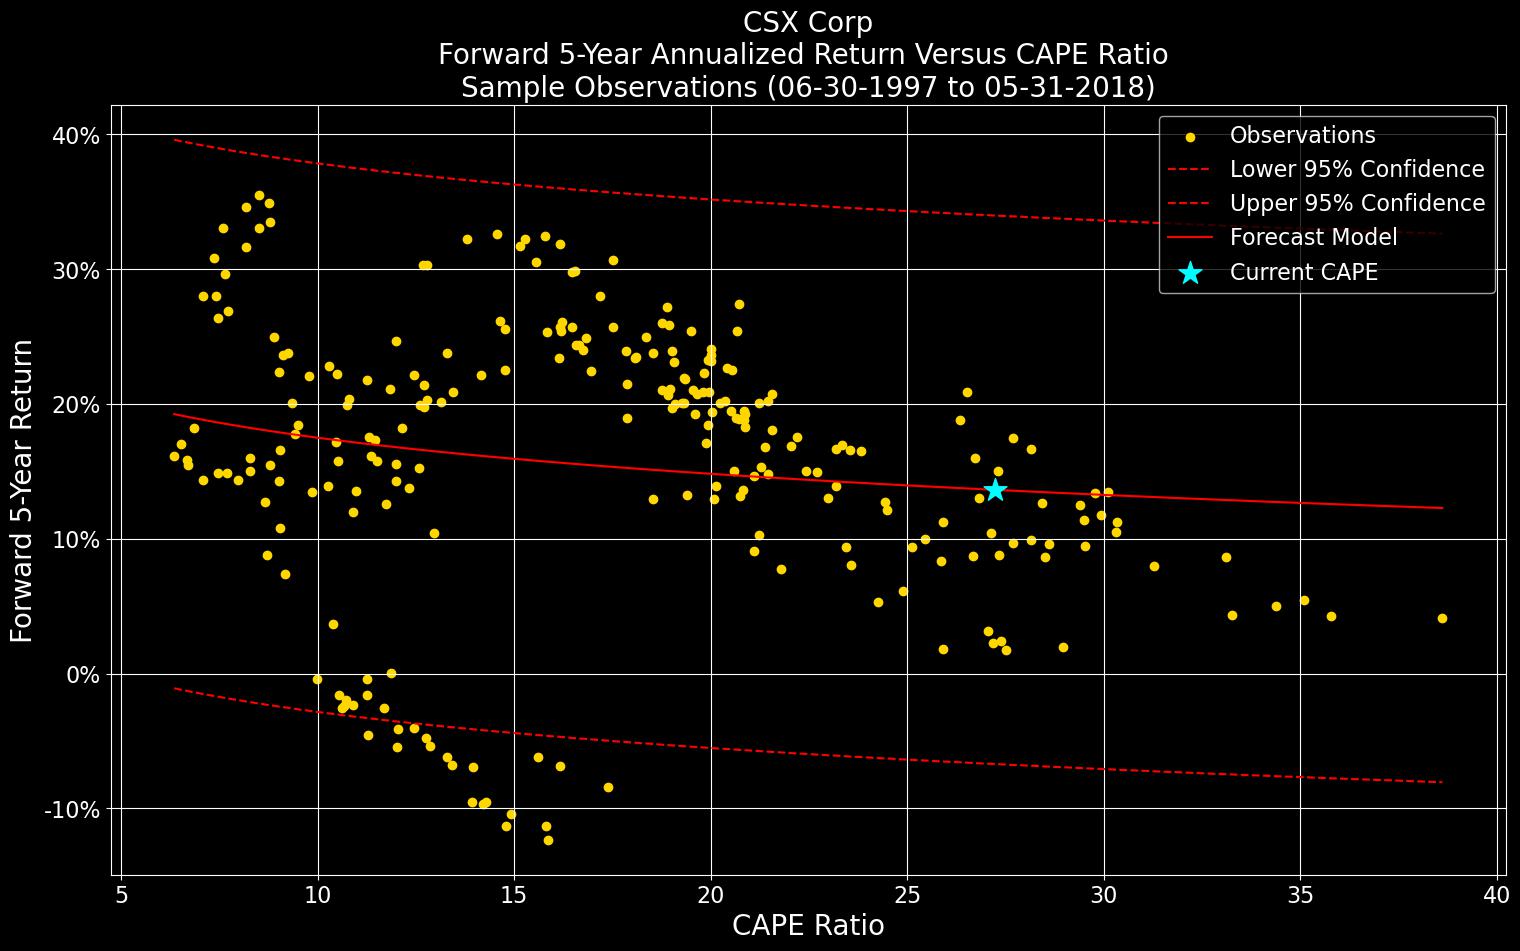 CSX Corp
Forward 5-Year Annualized Return Versus CAPE Ratio
Sample Observations (06-30-1997 to 05-31-2018)
Observations
Lower 95% Confidence
Upper 95% Confidence
Forecast Model
Current CAPE
Forward 5-Year Return
40%
30%
20%
10%
0%
-10%
5 10 15 20 25 30 35 40
CAPE Ratio